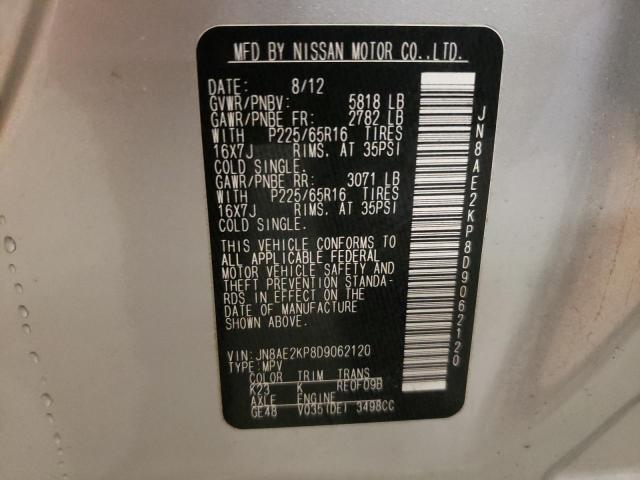 MFD BY NISSAN MOTOR CO.,LTD.
DATE: 8/12
GVWR/PNBV: 5818 LB
GAWR/PNBE FR: 2782 LB
WITH P225/65R16 TIRES
16X7J RIMS. AT 35PSI
COLD SINGLE.
GAWR/PNBE RR: 3071 LB
WITH P225/65R16 TIRES
16X7J RIMS. AT 35PSI
COLD SINGLE.
THIS VEHICLE CONFORMS TO
ALL APPLICABLE FEDERAL
MOTOR VEHICLE SAFETY AND
THEFT PREVENTION STANDA-
RDS IN EFFECT ON THE
DATE OF MANUFACTURE
SHOWN ABOVE.
VIN: JN8AE2KP8D9062120
TYPE: MPV
COLOR TRIM TRANS
K23 K RE0F09B
AXLE ENGINE
GE48 VQ35(DE) 3498CC
JN8AE2KP8D9062120